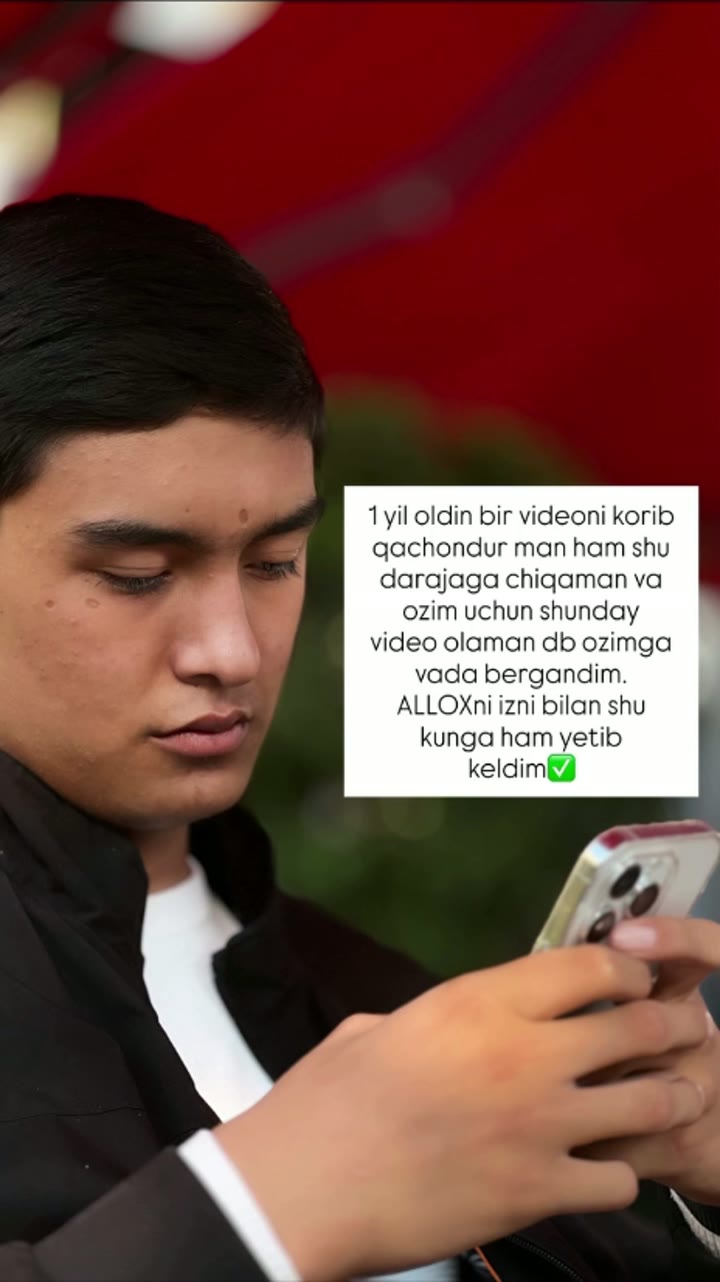 1 yil oldin bir videoni korib
qachondur man ham shu
darajaga chiqaman va
ozim uchun shunday
video olaman db ozimga
vada bergandim.
ALLOXni izni bilan shu
kunga ham yetib
keldim✅